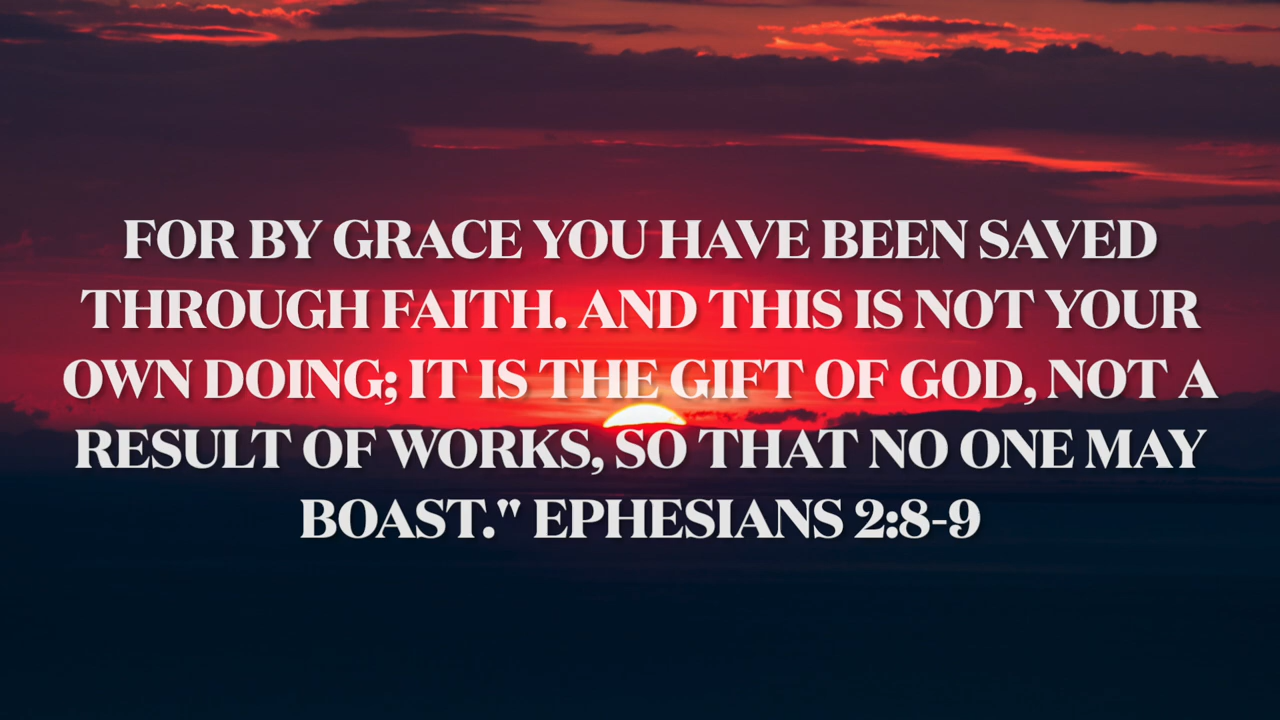 FOR BY GRACE YOU HAVE BEEN SAVED
THROUGH FAITH. AND THIS IS NOT YOUR
OWN DOING; IT IS THE GIFT OF GOD, NOT A
RESULT OF WORKS, SO THAT NO ONE MAY
BOAST." EPHESIANS 2:8-9